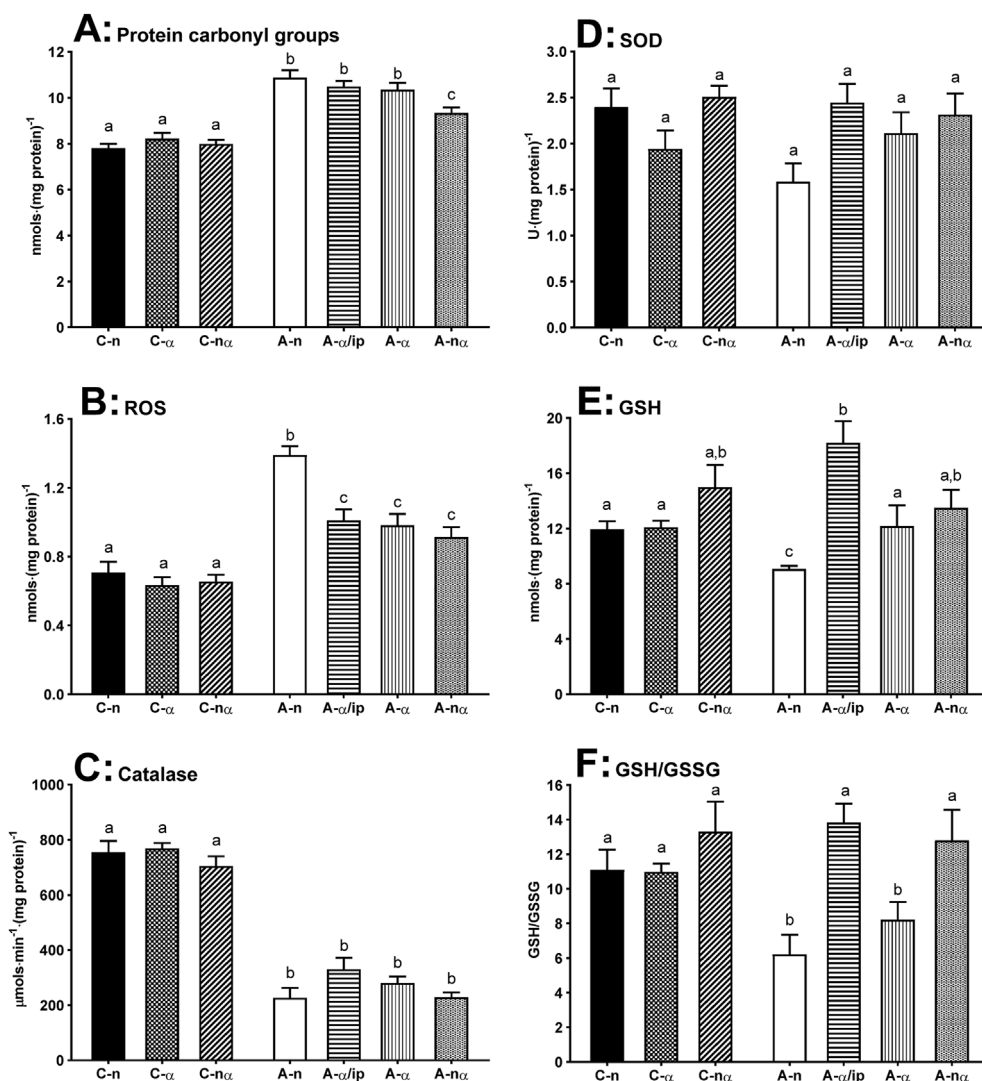 A: Protein carbonyl groups
nmols·(mg protein)⁻¹
12
10
8
6
4
2
0
a a a b b b c
C-n C-α C-nα A-n A-α/ip A-α A-nα
B: ROS
nmols·(mg protein)⁻¹
1.6
1.2
0.8
0.4
0.0
a a a b c c c
C-n C-α C-nα A-n A-α/ip A-α A-nα
C: Catalase
μmols·min⁻¹·(mg protein)⁻¹
1000
800
600
400
200
0
a a a b b b b
C-n C-α C-nα A-n A-α/ip A-α A-nα
D: SOD
U·(mg protein)⁻¹
3.0
2.5
2.0
1.5
1.0
0.5
0.0
a a a a a a a
C-n C-α C-nα A-n A-α/ip A-α A-nα
E: GSH
nmols·(mg protein)⁻¹
20
16
12
8
4
0
a a a,b c b a a,b
C-n C-α C-nα A-n A-α/ip A-α A-nα
F: GSH/GSSG
GSH/GSSG
16
14
12
10
8
6
4
2
0
a a a b a b a
C-n C-α C-nα A-n A-α/ip A-α A-nα